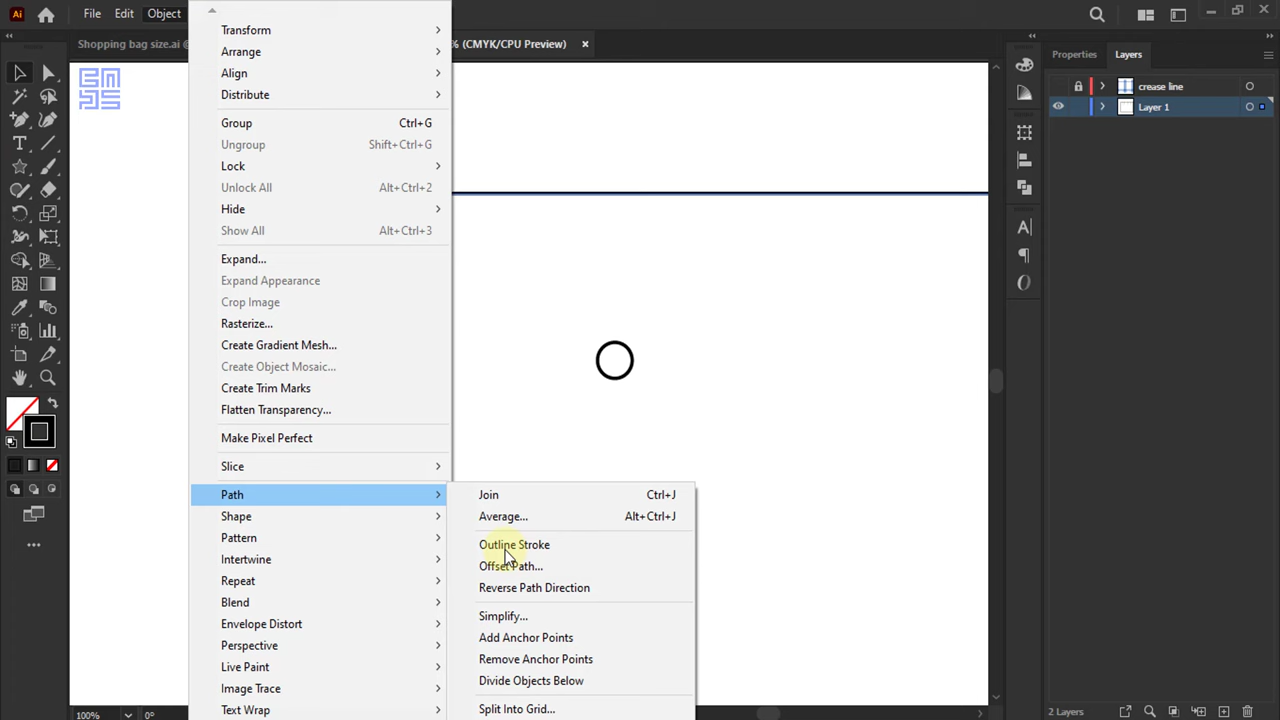 Ai File Edit Object
Shopping bag size.ai @ % (CMYK/CPU Preview) ×
Transform
Arrange
Align
Distribute
Group Ctrl+G
Ungroup Shift+Ctrl+G
Lock
Unlock All Alt+Ctrl+2
Hide
Show All Alt+Ctrl+3
Expand...
Expand Appearance
Crop Image
Rasterize...
Create Gradient Mesh...
Create Object Mosaic...
Create Trim Marks
Flatten Transparency...
Make Pixel Perfect
Slice
Path
Shape
Pattern
Intertwine
Repeat
Blend
Envelope Distort
Perspective
Live Paint
Image Trace
Text Wrap
Join Ctrl+J
Average... Alt+Ctrl+J
Outline Stroke
Offset Path...
Reverse Path Direction
Simplify...
Add Anchor Points
Remove Anchor Points
Divide Objects Below
Split Into Grid...
Properties Layers
crease line
Layer 1
100% 0°
2 Layers